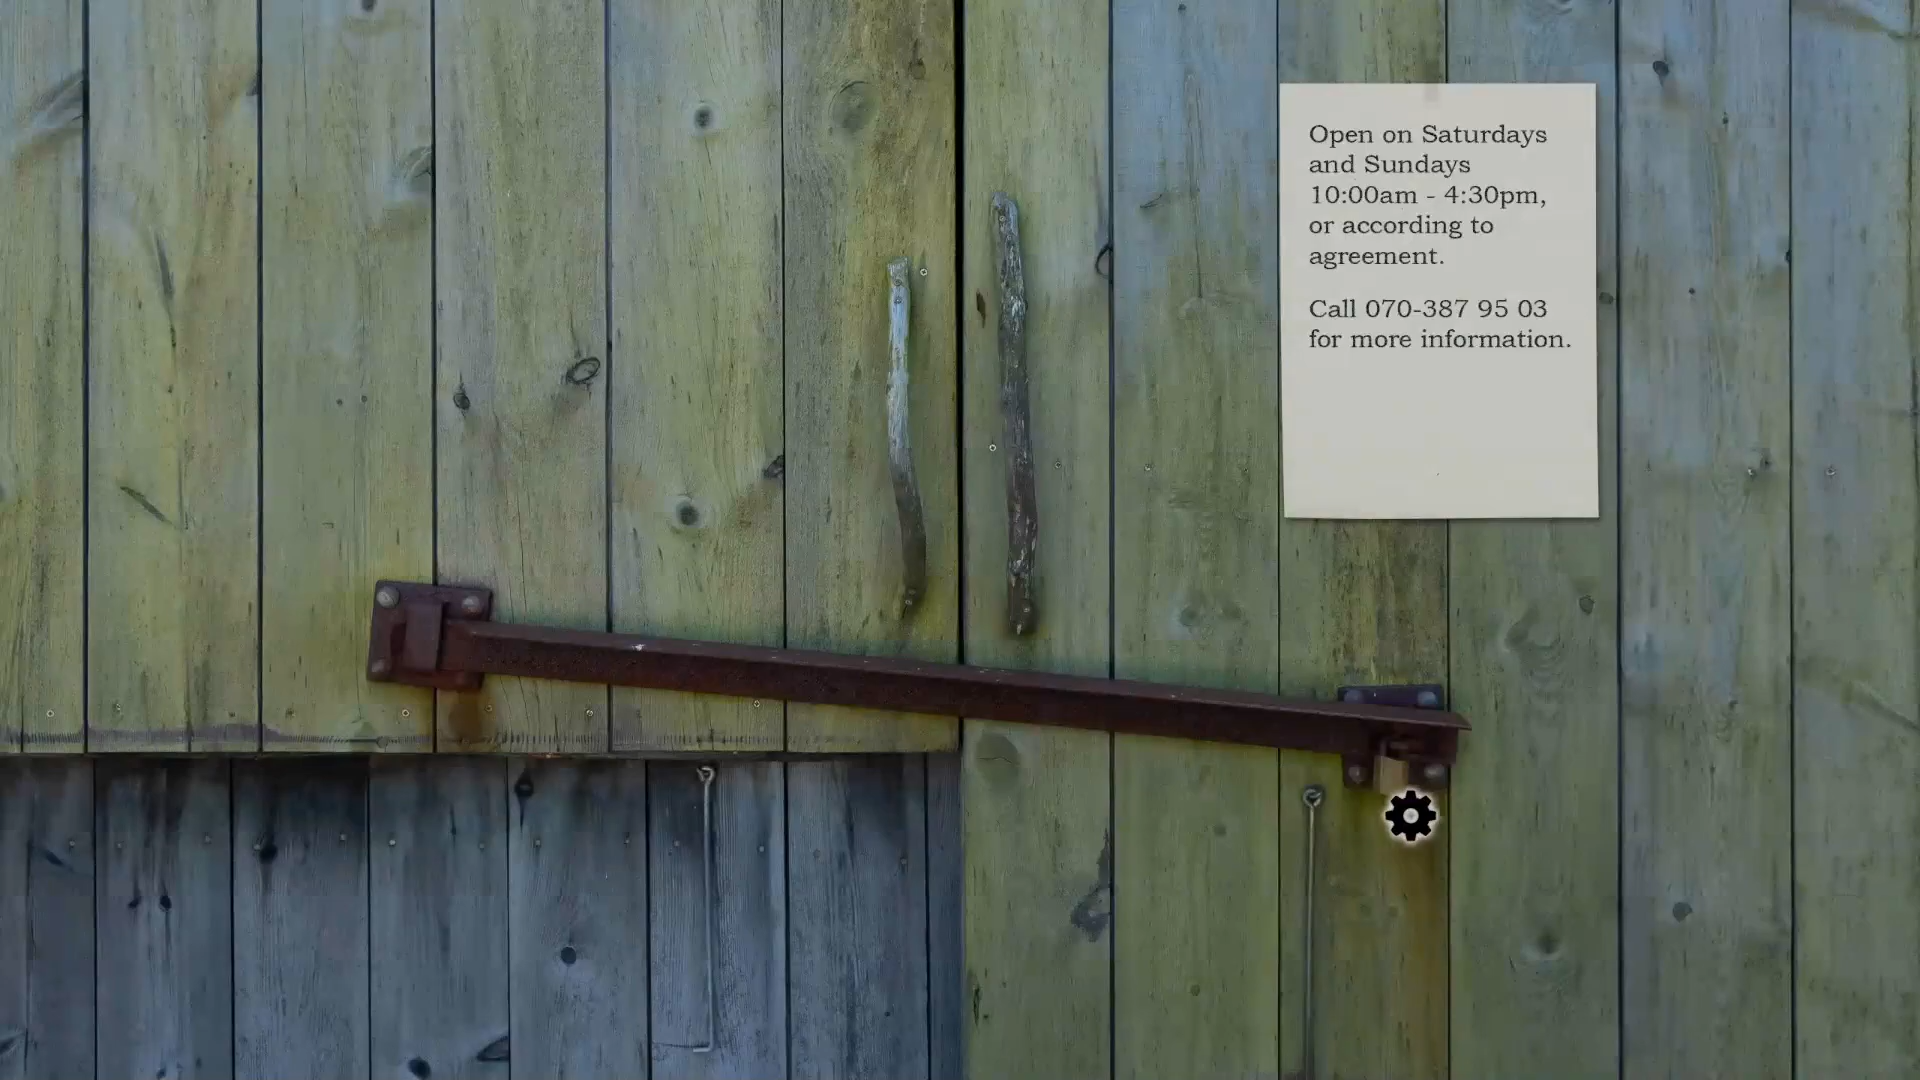 Open on Saturdays
and Sundays
10:00am - 4:30pm,
or according to
agreement.
Call 070-387 95 03
for more information.